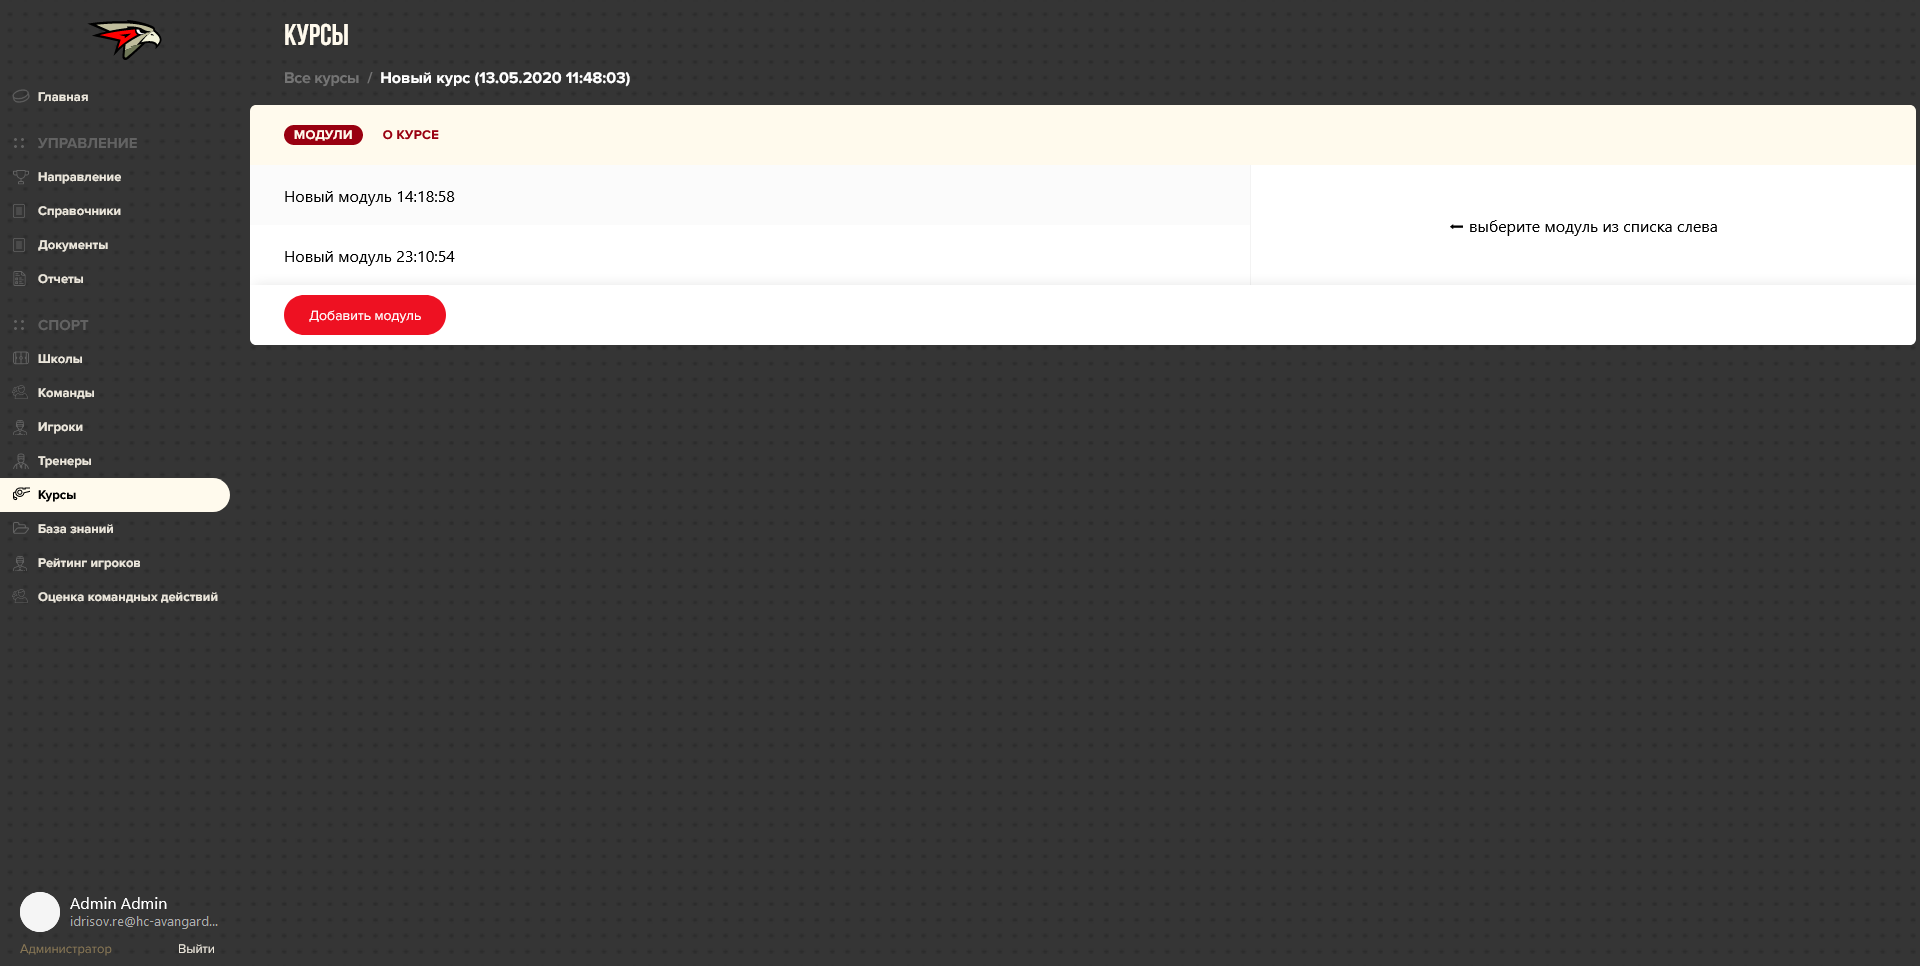 КУРСЫ
Все курсы / Новый курс (13.05.2020 11:48:03)
Главная
УПРАВЛЕНИЕ
Направление
Справочники
Документы
Отчеты
СПОРТ
Школы
Команды
Игроки
Тренеры
Курсы
База знаний
Рейтинг игроков
Оценка командных действий
МОДУЛИ О КУРСЕ
Новый модуль 14:18:58
Новый модуль 23:10:54
← выберите модуль из списка слева
Добавить модуль
Admin Admin
idrisov.re@hc-avangard...
Администратор Выйти